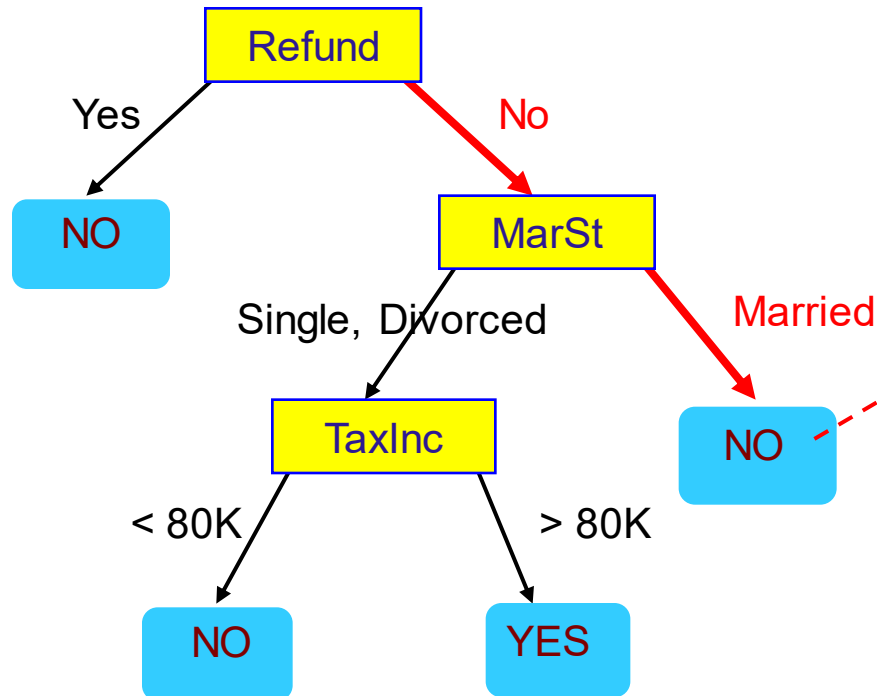 Refund
Yes
No
NO
MarSt
Single, Divorced
Married
TaxInc
NO
< 80K
> 80K
NO
YES